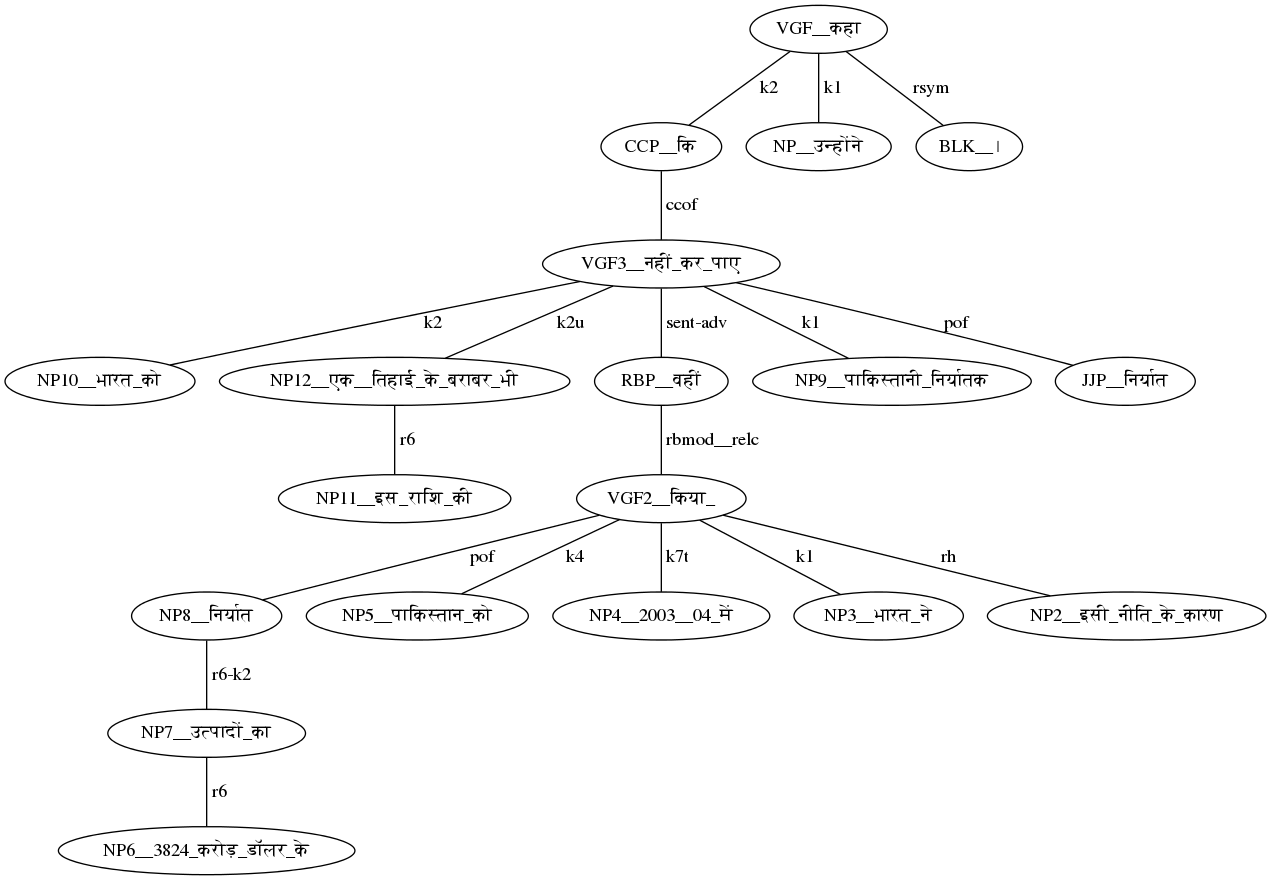 VGF__कहा
k2 k1 rsym
CCP__कि NP__उन्होंने BLK__।
ccof
VGF3__नहीं_कर_पाए
k2 k2u sent-adv k1 pof
NP10__भारत_को NP12__एक__तिहाई_के_बराबर_भी RBP__वहीं NP9__पाकिस्तानी_निर्यातक JJP__निर्यात
r6 rbmod__relc
NP11__इस_राशि_की VGF2__किया_
pof k4 k7t k1 rh
NP8__निर्यात NP5__पाकिस्तान_को NP4__2003__04_में NP3__भारत_ने NP2__इसी_नीति_के_कारण
r6-k2
NP7__उत्पादों_का
r6
NP6__3824_करोड़_डॉलर_के